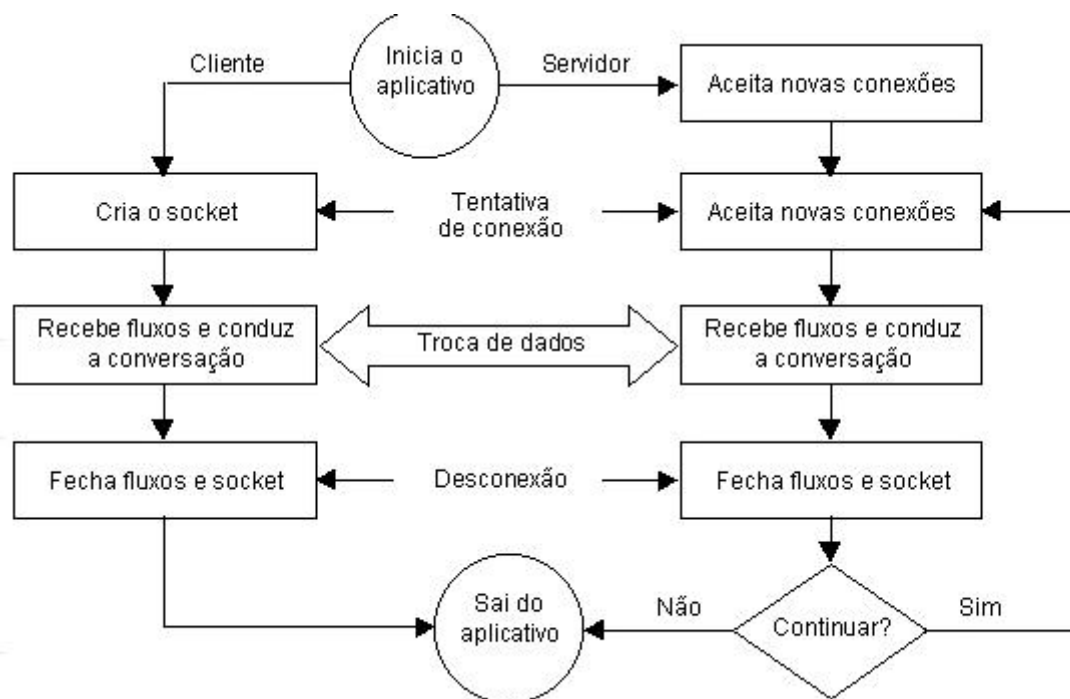 Inicia o
aplicativo
Cliente
Servidor
Aceita novas conexões
Cria o socket
Tentativa
de conexão
Aceita novas conexões
Recebe fluxos e conduz
a conversação
Troca de dados
Recebe fluxos e conduz
a conversação
Fecha fluxos e socket
Desconexão
Fecha fluxos e socket
Sai do
aplicativo
Não
Continuar?
Sim